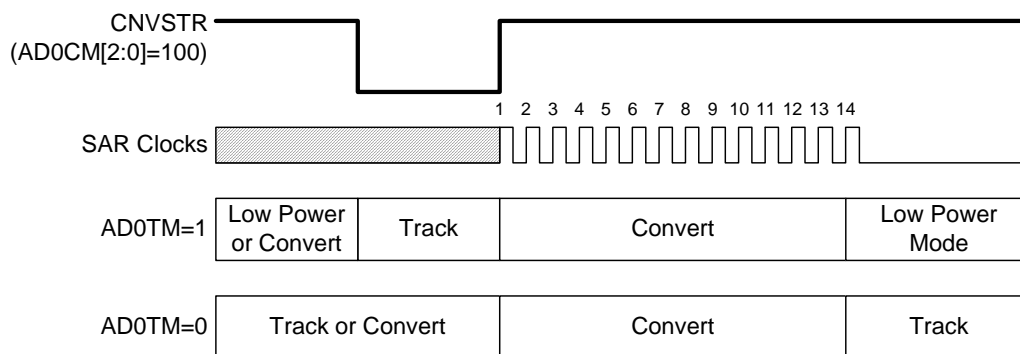 CNVSTR
(AD0CM[2:0]=100)
1 2 3 4 5 6 7 8 9 10 11 12 13 14
SAR Clocks
AD0TM=1
Low Power
or Convert
Track
Convert
Low Power
Mode
AD0TM=0
Track or Convert
Convert
Track